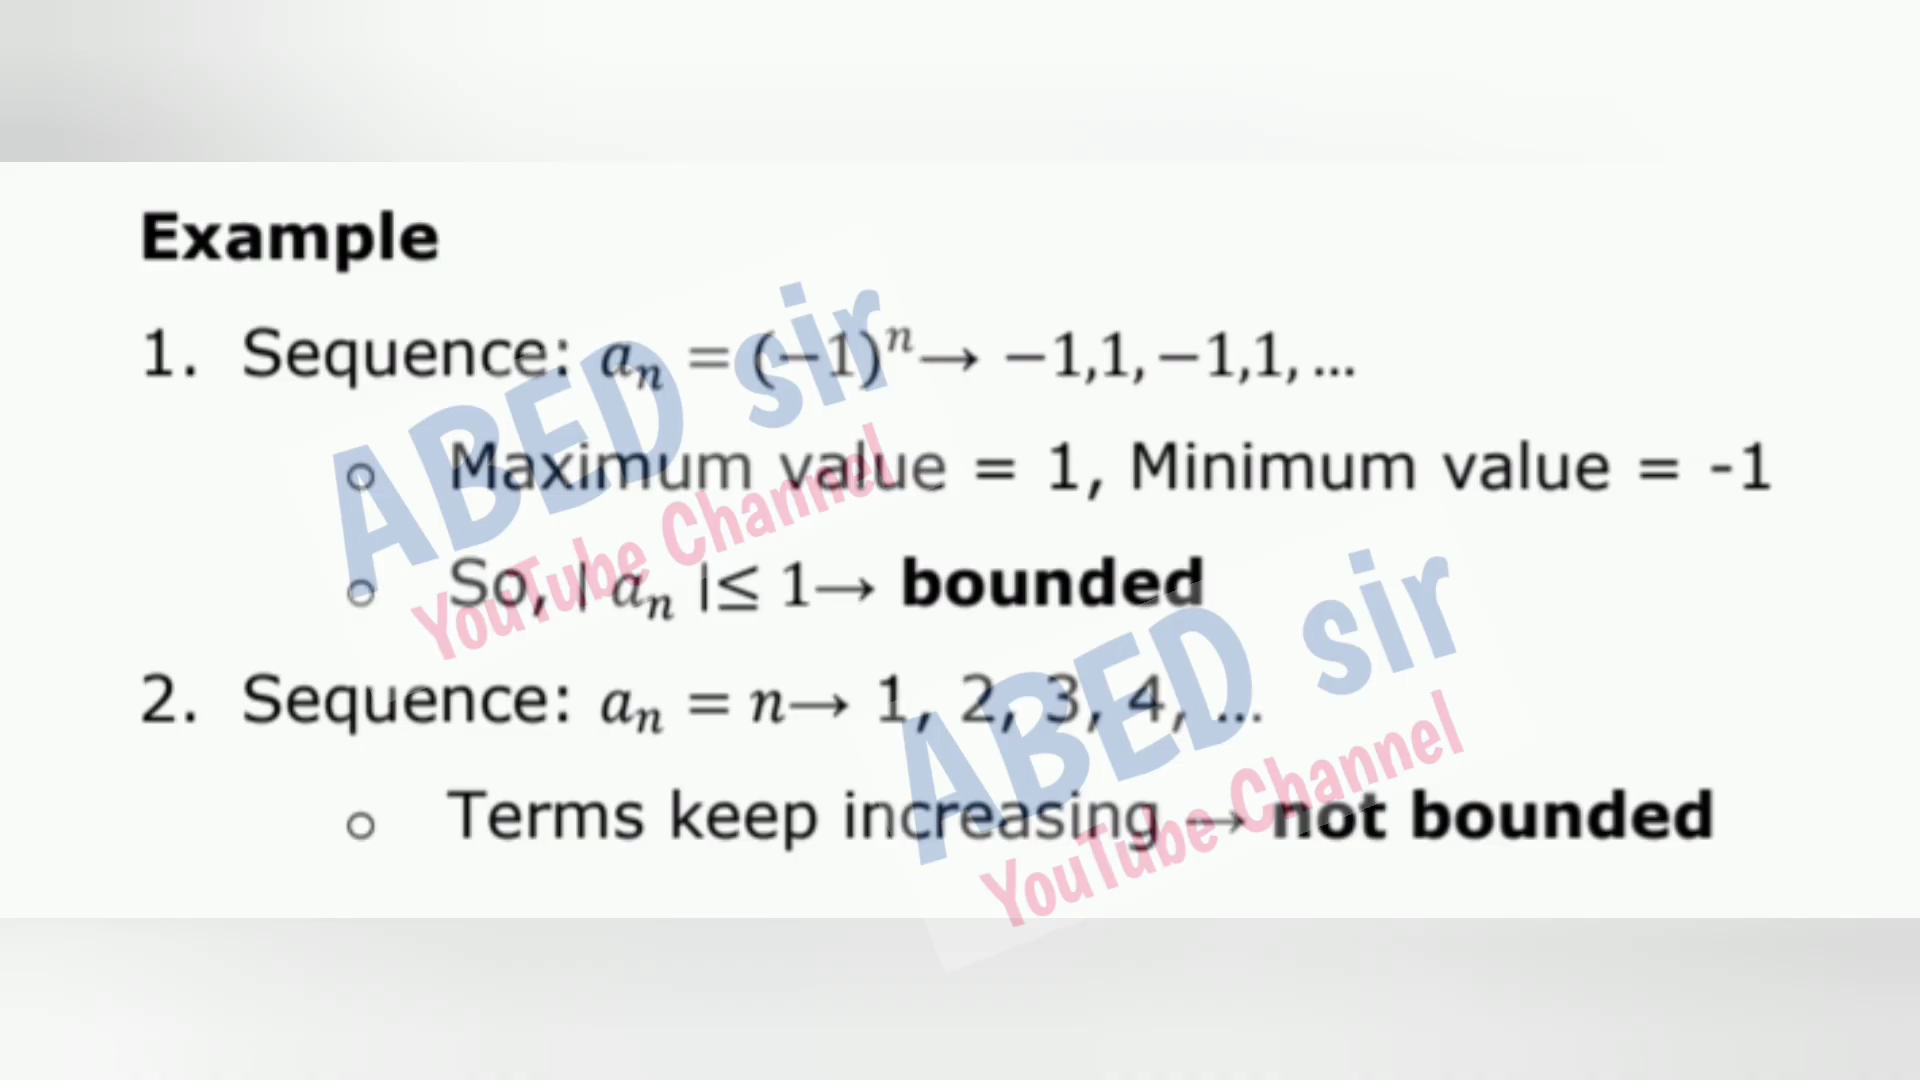 Example
1. Sequence: aₙ = (−1)ⁿ→ −1,1,−1,1, ...
o Maximum value = 1, Minimum value = -1
o So, | aₙ |≤ 1→ bounded
2. Sequence: aₙ = n→ 1, 2, 3, 4, ...
o Terms keep increasing → not bounded
ABED sir
YouTube Channel
ABED sir
YouTube Channel